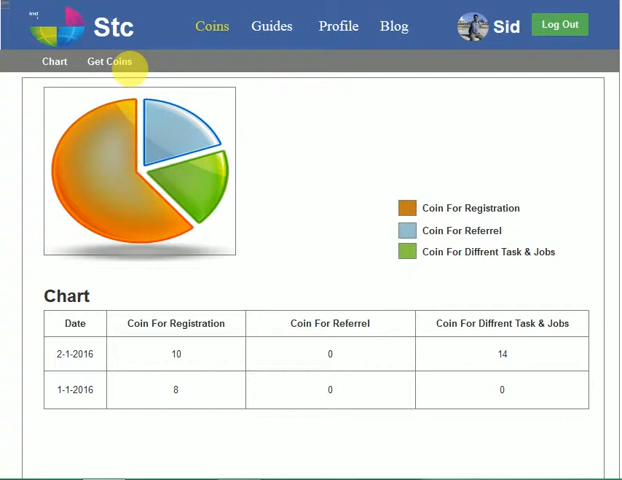 Stc
Coins Guides Profile Blog Sid Log Out
Chart Get Coins
Coin For Registration
Coin For Referrel
Coin For Diffrent Task & Jobs
Chart
Date Coin For Registration Coin For Referrel Coin For Diffrent Task & Jobs
2-1-2016 10 0 14
1-1-2016 8 0 0